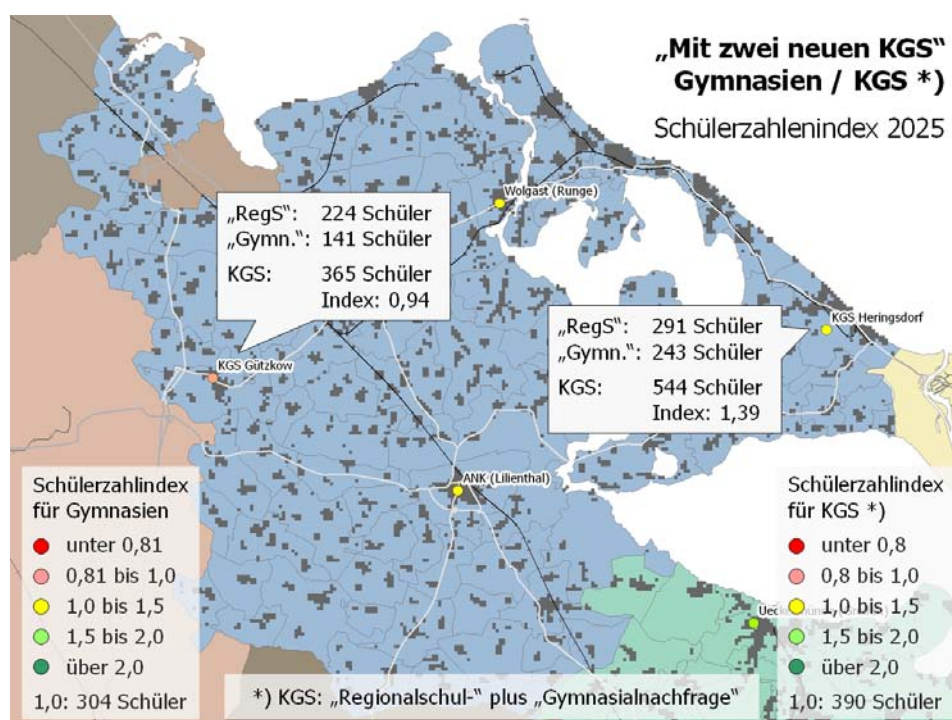 „Mit zwei neuen KGS“
Gymnasien / KGS *)
Schülerzahlenindex 2025
Wolgast (Runge)
„RegS“: 224 Schüler
„Gymn.“: 141 Schüler
KGS: 365 Schüler
Index: 0,94
KGS Heringsdorf
„RegS“: 291 Schüler
„Gymn.“: 243 Schüler
KGS: 544 Schüler
Index: 1,39
KGS Gützkow
ANK (Lilienthal)
Schülerzahlindex
für Gymnasien
unter 0,81
0,81 bis 1,0
1,0 bis 1,5
1,5 bis 2,0
über 2,0
1,0: 304 Schüler
Schülerzahlindex
für KGS *)
unter 0,8
0,8 bis 1,0
1,0 bis 1,5
1,5 bis 2,0
über 2,0
1,0: 390 Schüler
*) KGS: „Regionalschul-“ plus „Gymnasialnachfrage“